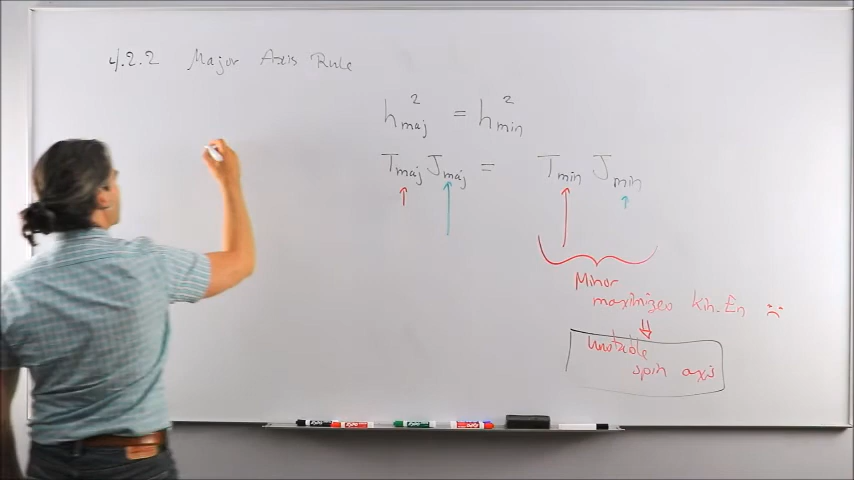 4.2.2 Major Axis Rule
h²maj = h²min
Tmaj Jmaj = Tmin Jmin
Minor
maximizes Kin. En :(
⇓
Unstable
spin axis